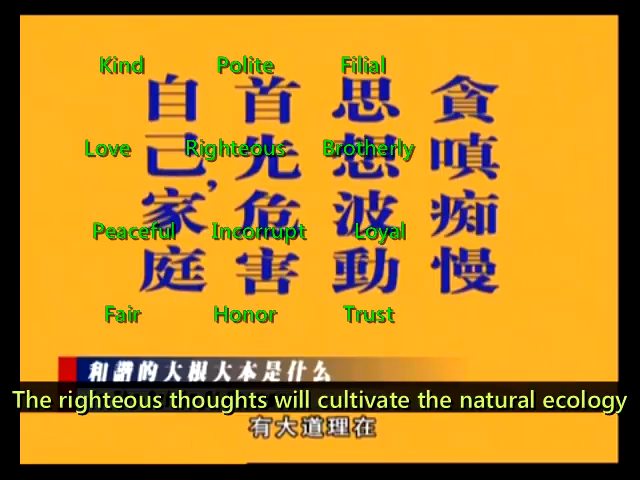 Kind Polite Filial
Love Righteous Brotherly
Peaceful Incorrupt Loyal
Fair Honor Trust
貪嗔痴慢
思想波動
首先危害
自己，家庭
和諧的大根大本是什么
The righteous thoughts will cultivate the natural ecology
有大道理在